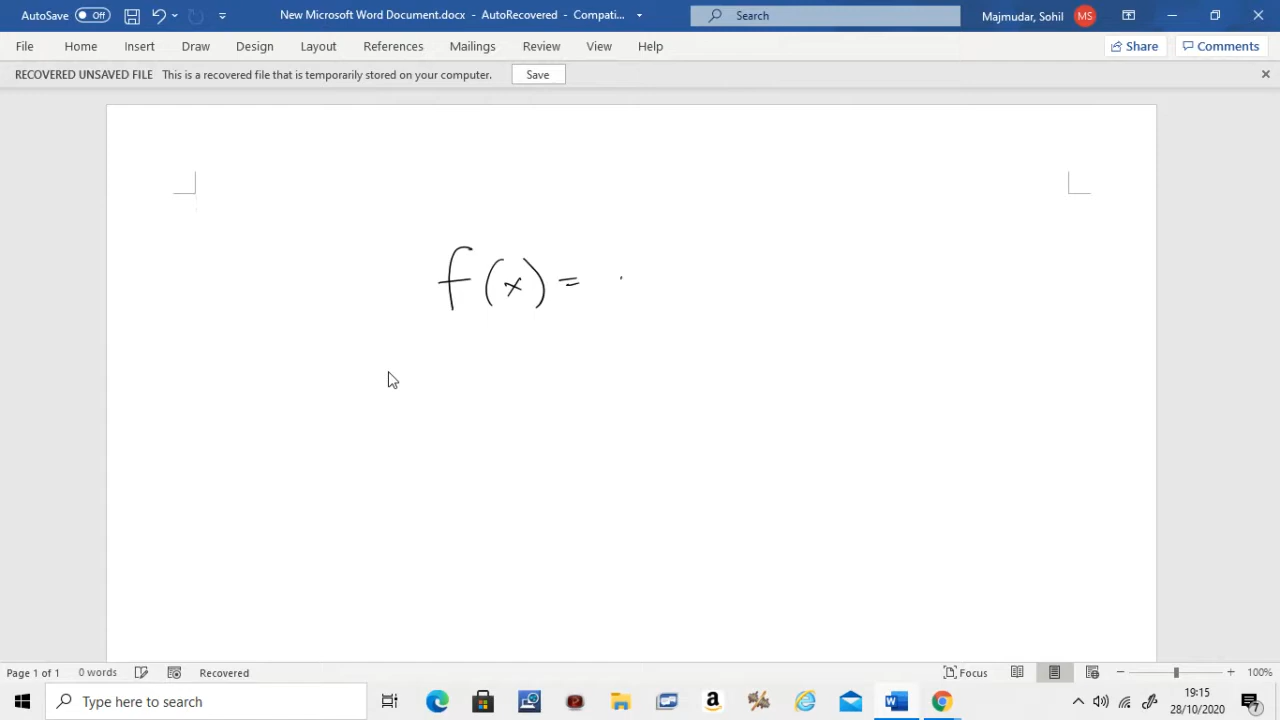 AutoSave Off New Microsoft Word Document.docx - AutoRecovered - Compati... Search Majmudar, Sohil MS
File Home Insert Draw Design Layout References Mailings Review View Help Share Comments
RECOVERED UNSAVED FILE This is a recovered file that is temporarily stored on your computer. Save
f(x) =
Page 1 of 1 0 words Recovered Focus 100%
Type here to search 19:15
28/10/2020 7